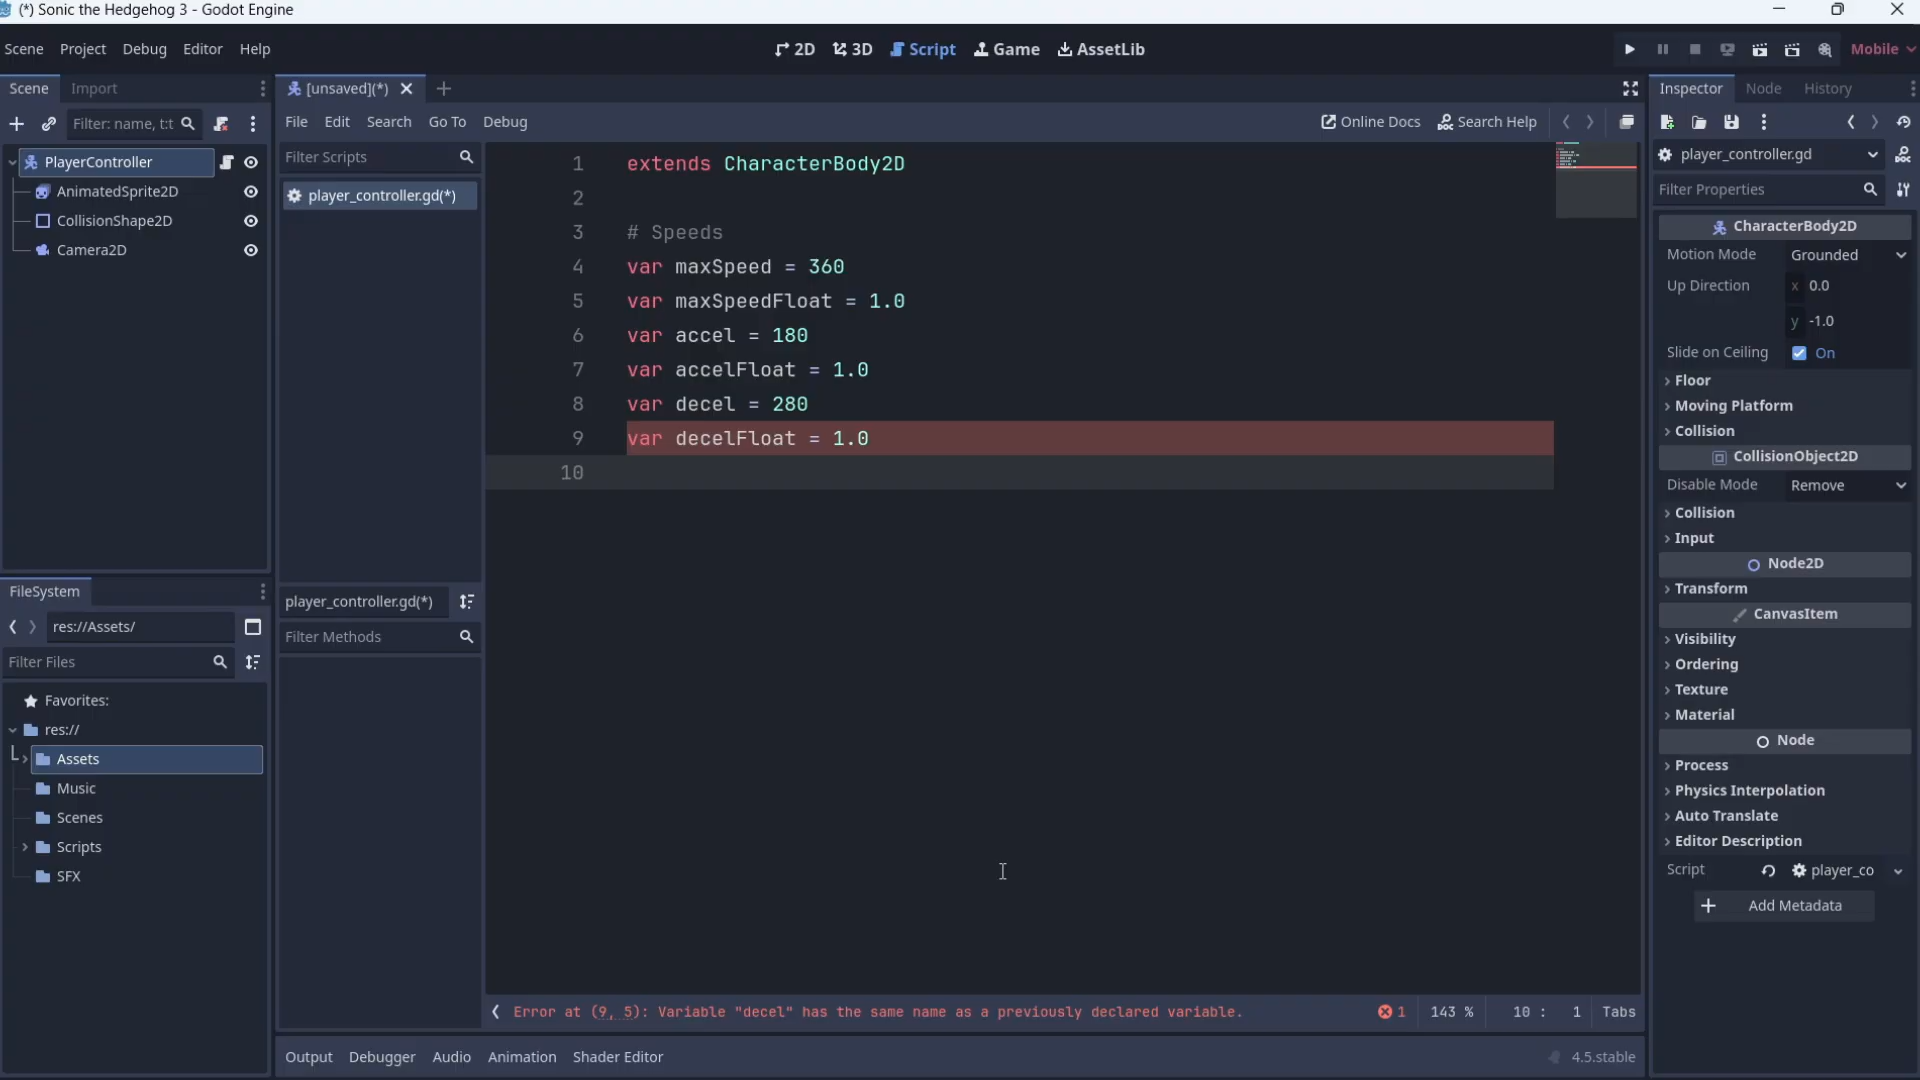 (*) Sonic the Hedgehog 3 - Godot Engine
Scene Project Debug Editor Help
2D 3D Script Game AssetLib
Mobile
Scene Import
[unsaved](*)
Inspector Node History
Filter: name, t:t
File Edit Search Go To Debug
Online Docs Search Help
PlayerController
AnimatedSprite2D
CollisionShape2D
Camera2D
Filter Scripts
player_controller.gd(*)
player_controller.gd(*)
Filter Methods
1 extends CharacterBody2D
2
3 # Speeds
4 var maxSpeed = 360
5 var maxSpeedFloat = 1.0
6 var accel = 180
7 var accelFloat = 1.0
8 var decel = 280
9 var decelFloat = 1.0
10
Error at (9, 5): Variable "decel" has the same name as a previously declared variable.
1 143 % 10 : 1 Tabs
FileSystem
res://Assets/
Filter Files
Favorites:
res://
Assets
Music
Scenes
Scripts
SFX
Output Debugger Audio Animation Shader Editor
4.5.stable
player_controller.gd
Filter Properties
CharacterBody2D
Motion Mode Grounded
Up Direction x 0.0
y -1.0
Slide on Ceiling On
Floor
Moving Platform
Collision
CollisionObject2D
Disable Mode Remove
Collision
Input
Node2D
Transform
CanvasItem
Visibility
Ordering
Texture
Material
Node
Process
Physics Interpolation
Auto Translate
Editor Description
Script player_co
Add Metadata